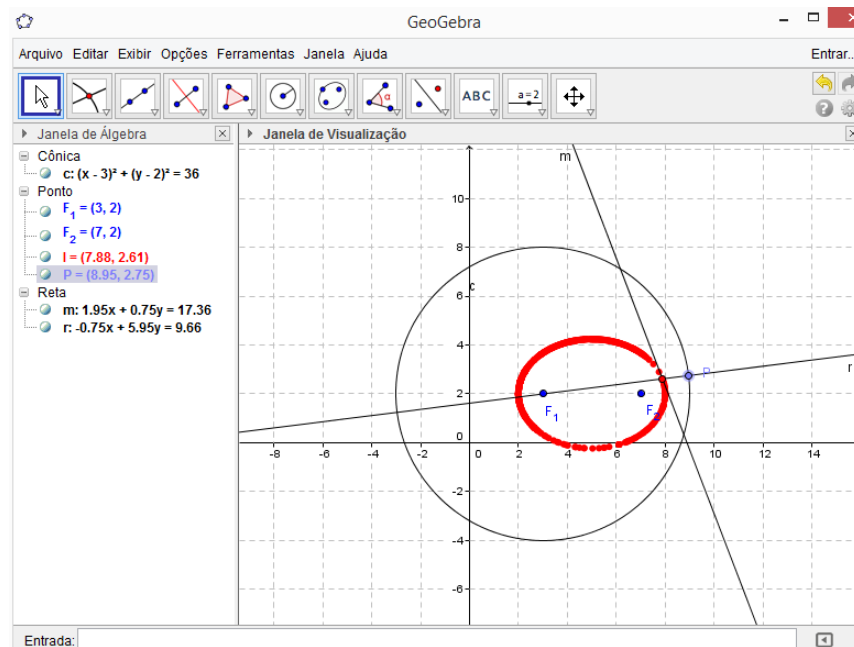 GeoGebra
Arquivo Editar Exibir Opções Ferramentas Janela Ajuda Entrar...
ABC a=2
Janela de Álgebra
Janela de Visualização
Cônica
c: (x - 3)² + (y - 2)² = 36
Ponto
F₁ = (3, 2)
F₂ = (7, 2)
I = (7.88, 2.61)
P = (8.95, 2.75)
Reta
m: 1.95x + 0.75y = 17.36
r: -0.75x + 5.95y = 9.66
m
10
8
c
6
4
P
r
2
F₁
F₂
0
-8 -6 -4 -2 0 2 4 6 8 10 12 14
-2
-4
-6
Entrada: